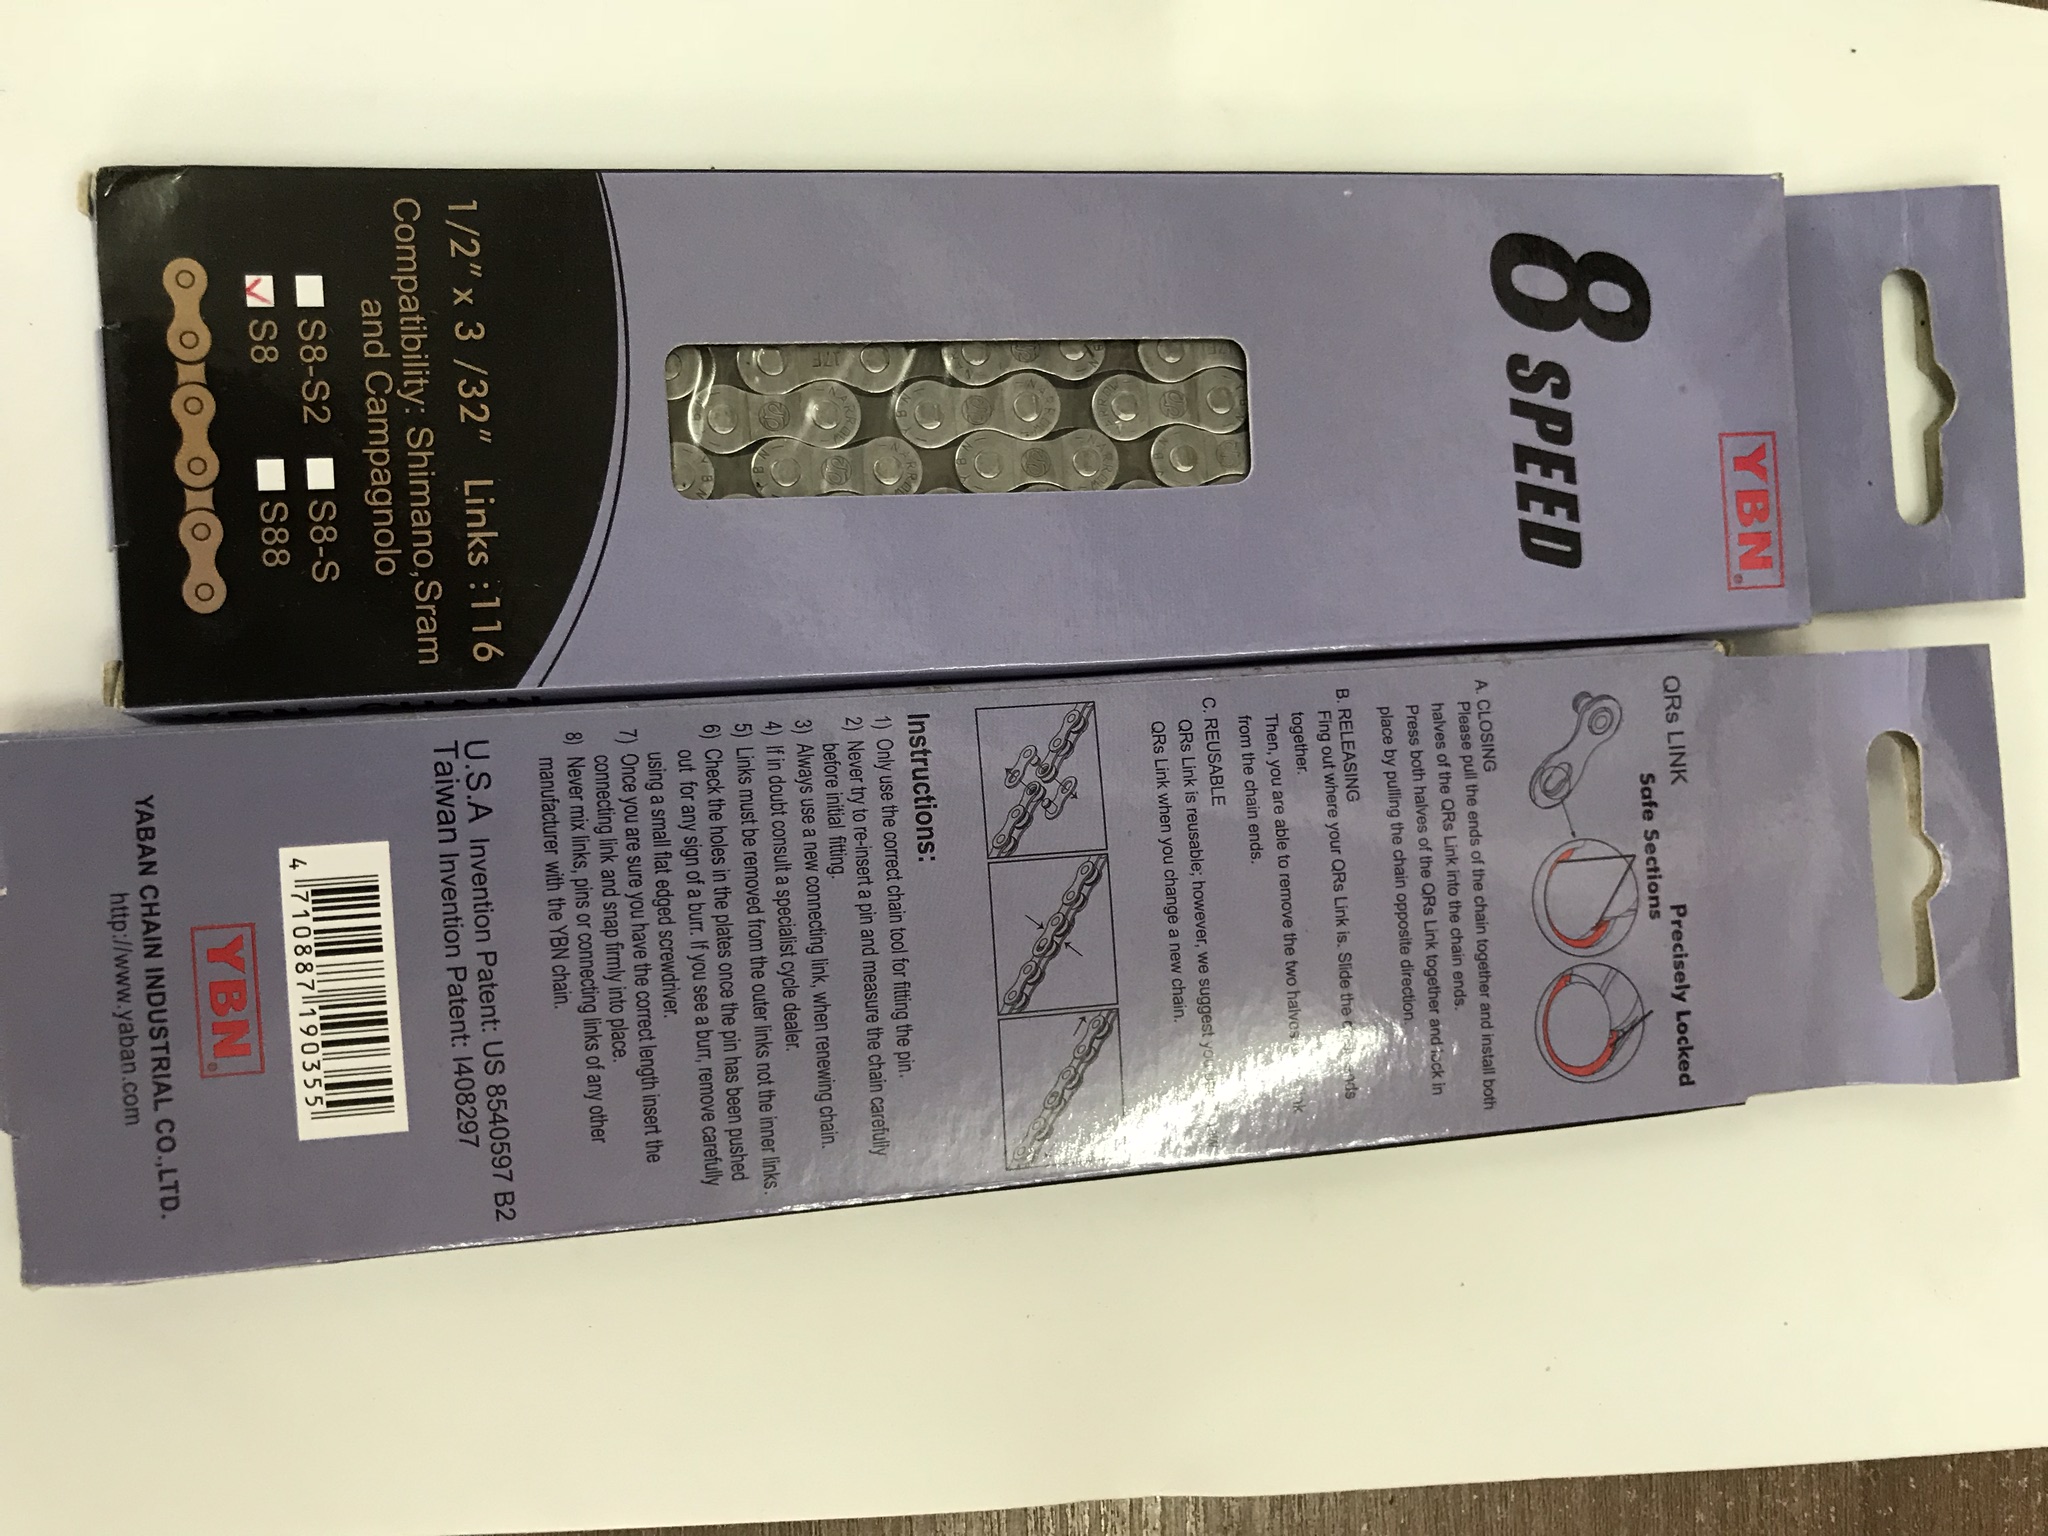 YBN®
8 SPEED
1/2" x 3 /32" Links :116
Compatibility: Shimano,Sram
and Campagnolo
S8-S2 S8-S
S8 S88
QRs LINK
Precisely Locked
Safe Sections
A. CLOSING
Please pull the ends of the chain together and install both
halves of the QRs Link into the chain ends.
Press both halves of the QRs Link together and lock in
place by pulling the chain opposite direction.
B. RELEASING
Fing out where your QRs Link is. Slide the
together.
Then, you are able to remove the two halves
from the chain ends.
C. REUSABLE
QRs Link is reusable; however, we suggest
QRs Link when you change a new chain.
Instructions:
1) Only use the correct chain tool for fitting the pin.
2) Never try to re-insert a pin and measure the chain carefully
before initial fitting.
3) Always use a new connecting link, when renewing chain.
4) If in doubt consult a specialist cycle dealer.
5) Links must be removed from the outer links not the inner links.
6) Check the holes in the plates once the pin has been pushed
out for any sign of a burr. If you see a burr, remove carefully
using a small flat edged screwdriver.
7) Once you are sure you have the correct length insert the
connecting link and snap firmly into place.
8) Never mix links, pins or connecting links of any other
manufacturer with the YBN chain.
U.S.A Invention Patent: US 8540597 B2
Taiwan Invention Patent: I408297
4 710887 190355
YBN®
YABAN CHAIN INDUSTRIAL CO.,LTD.
http://www.yaban.com